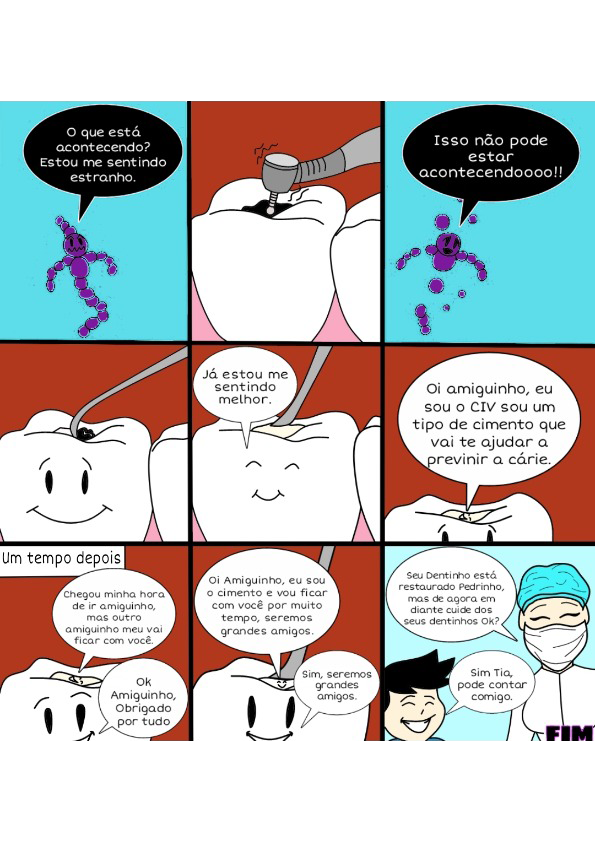 O que está
acontecendo?
Estou me sentindo
estranho.
Isso não pode
estar
acontecendoooo!!
Já estou me
sentindo
melhor.
Oi amiguinho, eu
sou o CIV sou um
tipo de cimento que
vai te ajudar a
previnir a cárie.
Um tempo depois
Chegou minha hora
de ir amiguinho,
mas outro
amiguinho meu vai
ficar com você.
Ok
Amiguinho,
Obrigado
por tudo
Oi Amiguinho, eu sou
o cimento e vou ficar
com você por muito
tempo, seremos
grandes amigos.
Sim, seremos
grandes
amigos.
Seu Dentinho está
restaurado Pedrinho,
mas de agora em
diante cuide dos
seus dentinhos Ok?
Sim Tia,
pode contar
comigo.
FIM